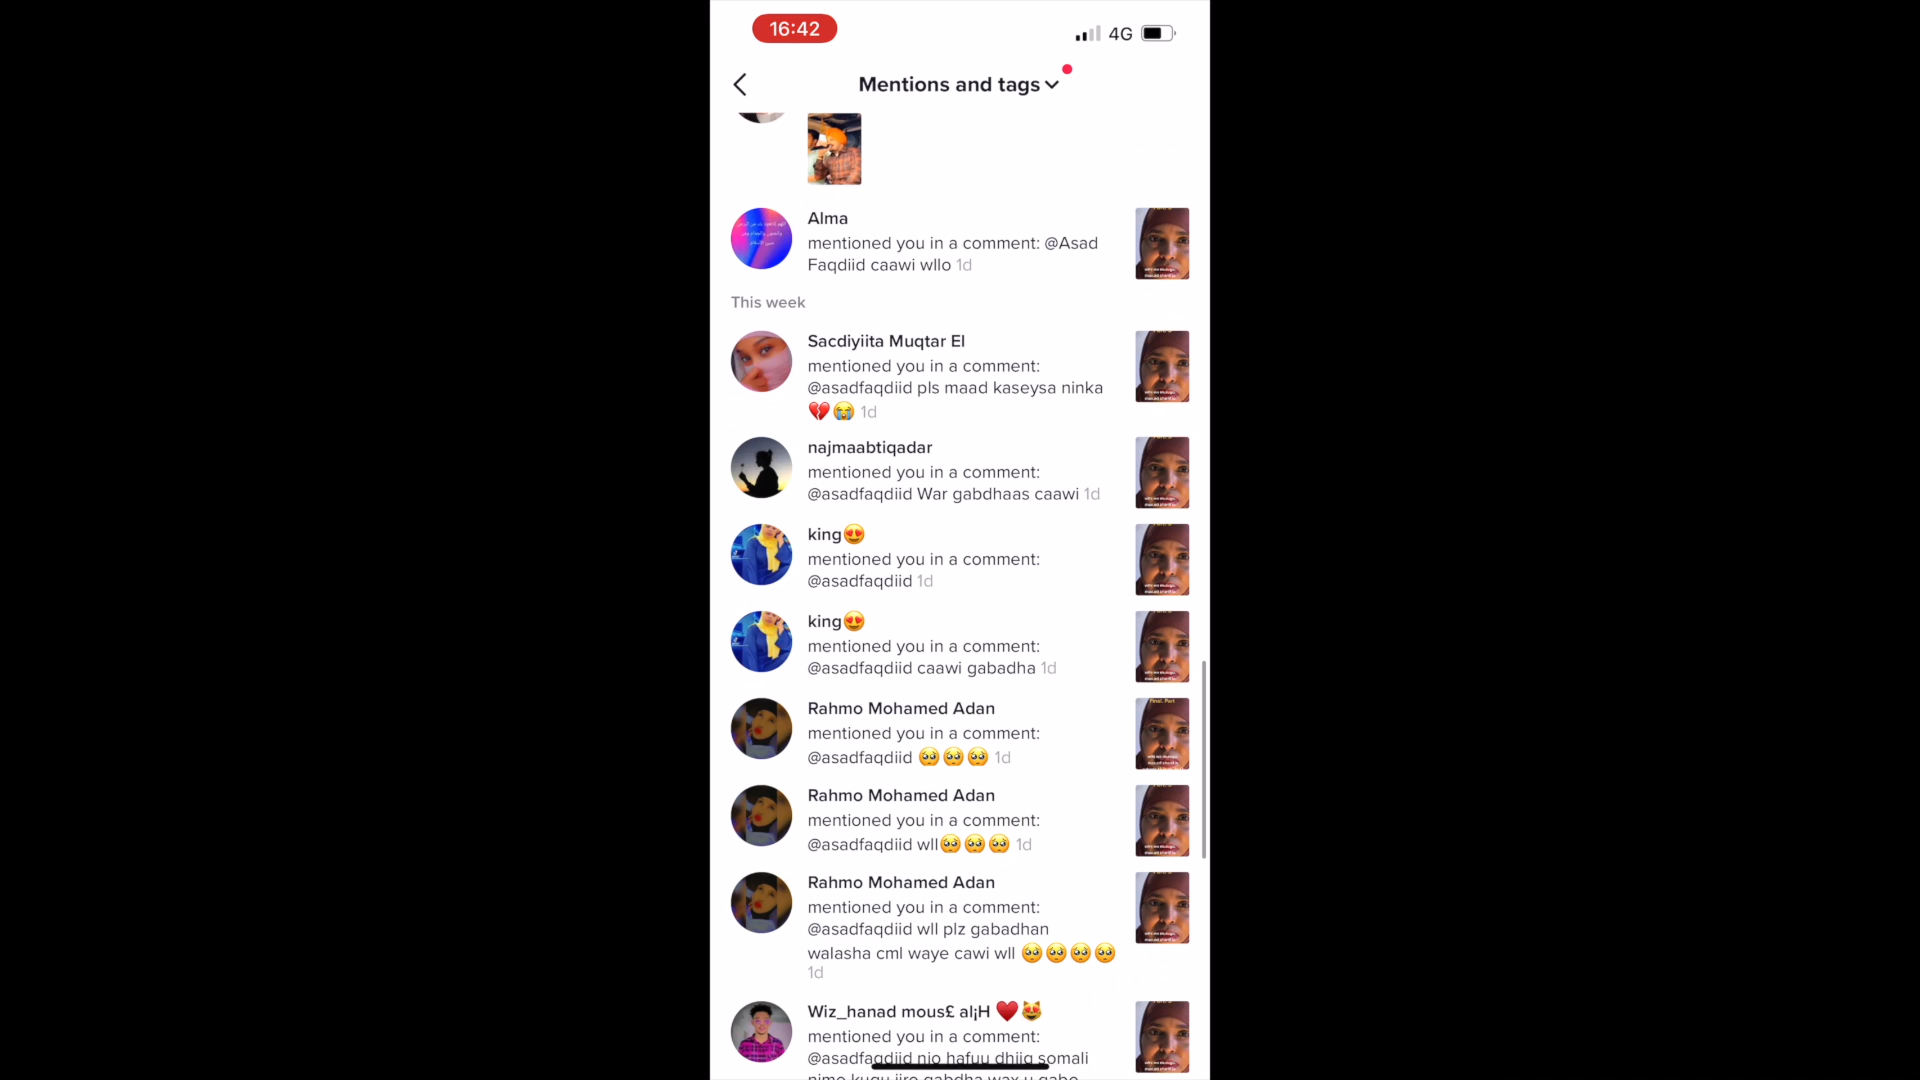 16:42
4G
Mentions and tags
Alma
mentioned you in a comment: @Asad
Faqdiid caawi wllo 1d
This week
Sacdiyiita Muqtar El
mentioned you in a comment:
@asadfaqdiid pls maad kaseysa ninka
💔😭 1d
najmaabtiqadar
mentioned you in a comment:
@asadfaqdiid War gabdhaas caawi 1d
king😍
mentioned you in a comment:
@asadfaqdiid 1d
king😍
mentioned you in a comment:
@asadfaqdiid caawi gabadha 1d
Rahmo Mohamed Adan
mentioned you in a comment:
@asadfaqdiid 🥺🥺🥺 1d
Rahmo Mohamed Adan
mentioned you in a comment:
@asadfaqdiid wll🥺🥺🥺 1d
Rahmo Mohamed Adan
mentioned you in a comment:
@asadfaqdiid wll plz gabadhan
walasha cml waye cawi wll 🥺🥺🥺🥺
1d
Wiz_hanad mous£ al¡H ♥️😻
mentioned you in a comment:
@asadfaqdiid nio hafuu dhiig somali